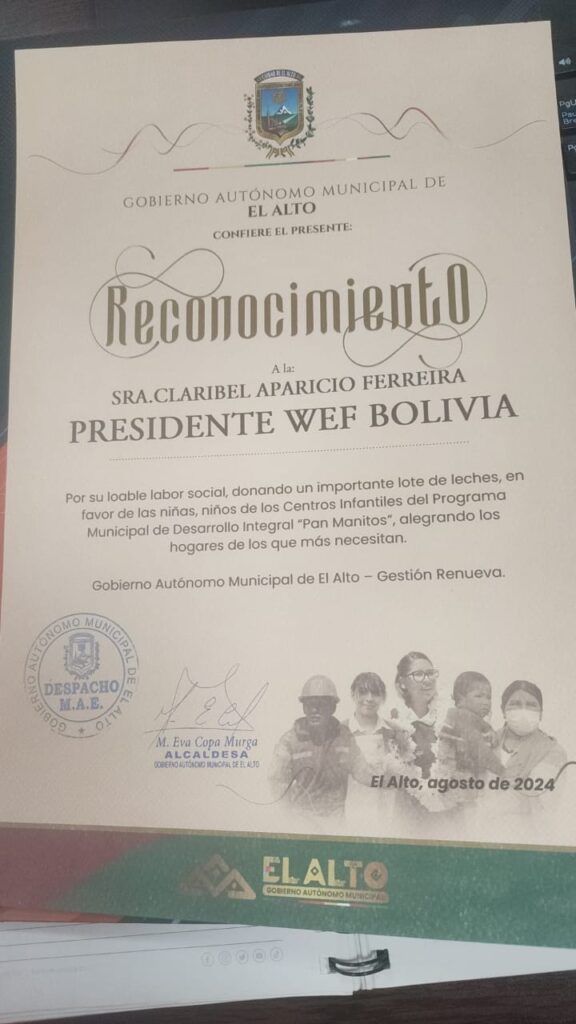 GOBIERNO AUTÓNOMO MUNICIPAL DE
EL ALTO
CONFIERE EL PRESENTE:
Reconocimiento
A la:
SRA.CLARIBEL APARICIO FERREIRA
PRESIDENTE WEF BOLIVIA
Por su loable labor social, donando un importante lote de leches, en
favor de las niñas, niños de los Centros Infantiles del Programa
Municipal de Desarrollo Integral “Pan Manitos”, alegrando los
hogares de los que más necesitan.
Gobierno Autónomo Municipal de El Alto – Gestión Renueva.
GOBIERNO AUTÓNOMO MUNICIPAL DE EL ALTO
DESPACHO
M.A.E.
M. Eva Copa Murga
ALCALDESA
GOBIERNO AUTÓNOMO MUNICIPAL DE EL ALTO
El Alto, agosto de 2024
EL ALTO
GOBIERNO AUTÓNOMO MUNICIPAL